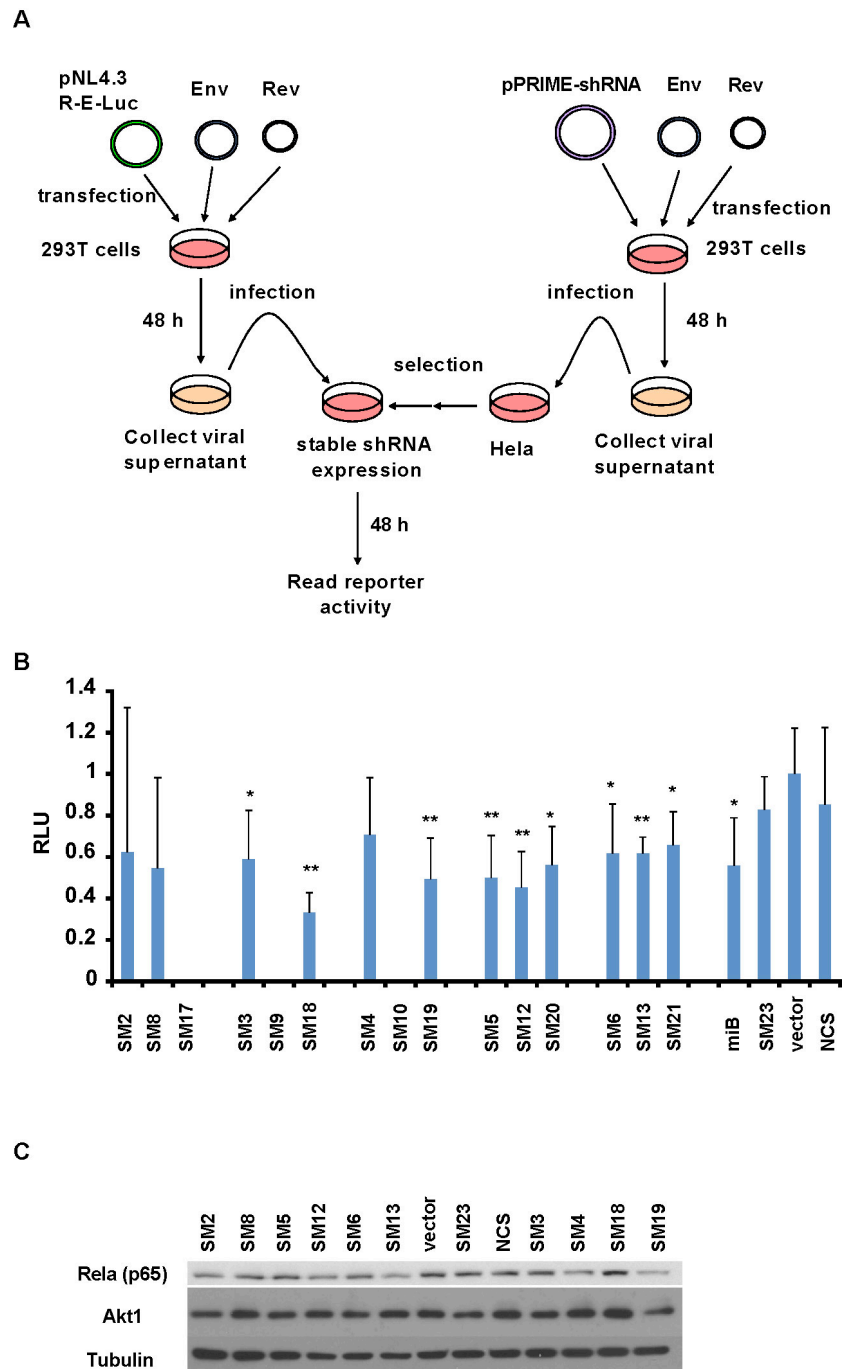 A
pNL4.3
R-E-Luc
Env
Rev
pPRIME-shRNA
Env
Rev
transfection
transfection
293T cells
293T cells
infection
infection
48 h
48 h
selection
Collect viral
supernatant
stable shRNA
expression
Hela
Collect viral
supernatant
48 h
Read reporter
activity
B
1.4
1.2
1
0.8
0.6
0.4
0.2
0
RLU
* ** ** ** ** * * ** * *
SM2 SM8 SM17 SM3 SM9 SM18 SM4 SM10 SM19 SM5 SM12 SM20 SM6 SM13 SM21 miB SM23 vector NCS
C
SM2 SM8 SM5 SM12 SM6 SM13 vector SM23 NCS SM3 SM4 SM18 SM19
Rela (p65)
Akt1
Tubulin